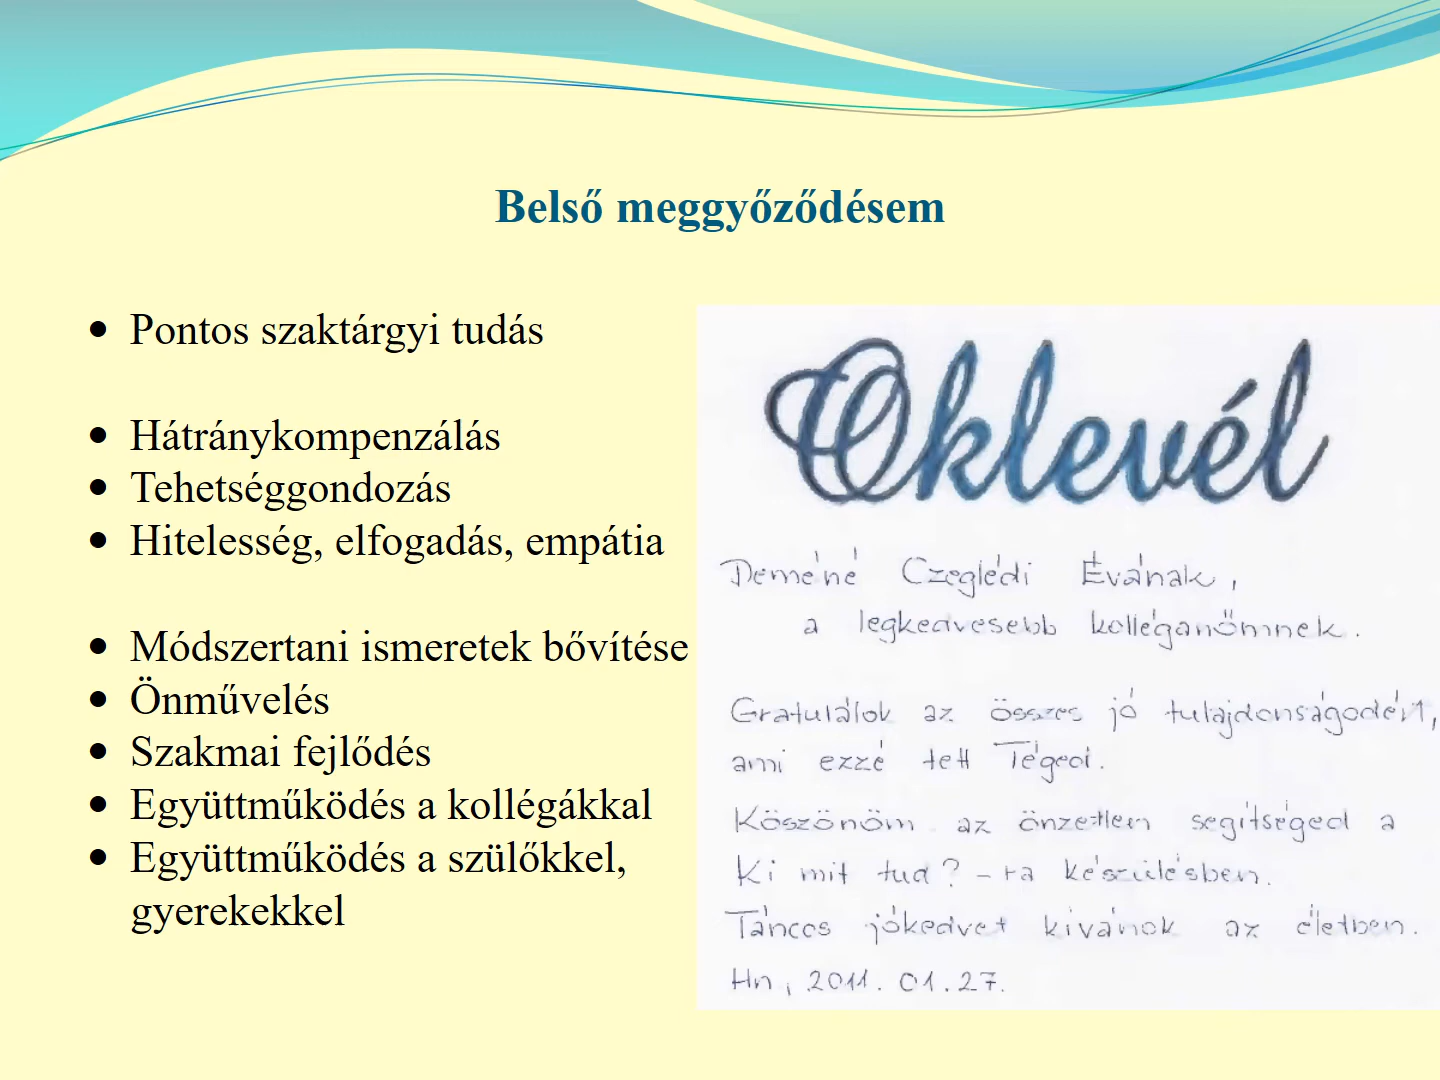 Belső meggyőződésem
• Pontos szaktárgyi tudás
• Hátránykompenzálás
• Tehetséggondozás
• Hitelesség, elfogadás, empátia
• Módszertani ismeretek bővítése
• Önművelés
• Szakmai fejlődés
• Együttműködés a kollégákkal
• Együttműködés a szülőkkel,
gyerekekkel
Oklevél
Deméné Czeglédi Évának,
a legkedvesebb kolléganőmnek.
Gratulálok az összes jó tulajdonságodért,
ami ezzé tett Téged.
Köszönöm az önzetlen segítséged a
Ki mit tud? - ra készülésben.
Táncos jókedvet kívánok az életben.
Hn, 2011. 01.27.